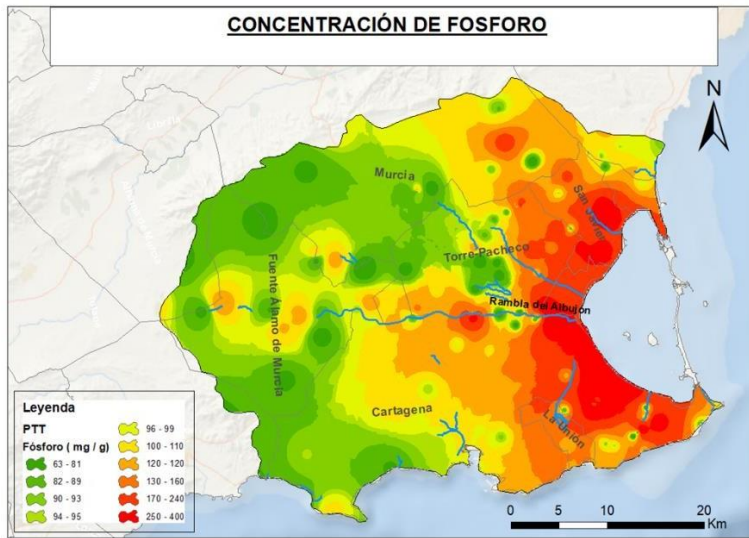 CONCENTRACIÓN DE FOSFORO
N
Murcia
San Javier
Torre-Pacheco
Fuente Álamo de Murcia
Rambla del Albujón
Cartagena
La Unión
Leyenda
PTT
Fósforo ( mg / g)
63 - 81
82 - 89
90 - 93
94 - 95
96 - 99
100 - 110
120 - 120
130 - 160
170 - 240
250 - 400
0 5 10 20
Km